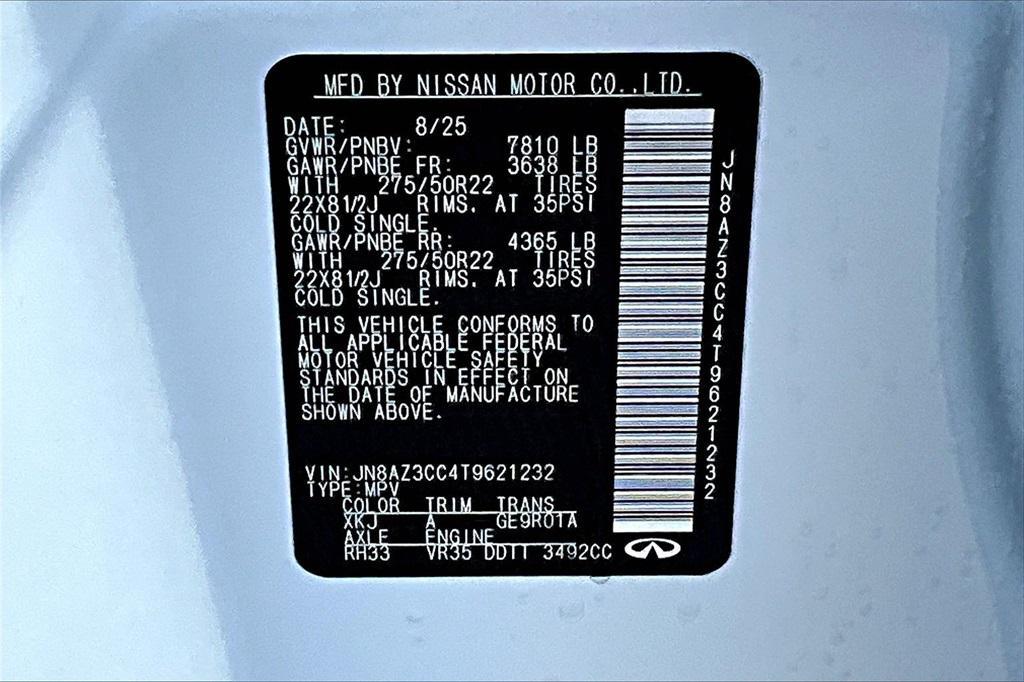 MFD BY NISSAN MOTOR CO.,LTD.
DATE: 8/25
GVWR/PNBV: 7810 LB
GAWR/PNBE FR: 3638 LB
WITH 275/50R22 TIRES
22X81/2J RIMS, AT 35PSI
COLD SINGLE.
GAWR/PNBE RR: 4365 LB
WITH 275/50R22 TIRES
22X81/2J RIMS, AT 35PSI
COLD SINGLE.
THIS VEHICLE CONFORMS TO
ALL APPLICABLE FEDERAL
MOTOR VEHICLE SAFETY
STANDARDS IN EFFECT ON
THE DATE OF MANUFACTURE
SHOWN ABOVE.
VIN:JN8AZ3CC4T9621232
TYPE:MPV
COLOR TRIM TRANS
XKJ A GE9R01A
AXLE ENGINE
RH33 VR35 DDTT 3492CC
JN8AZ3CC4T9621232